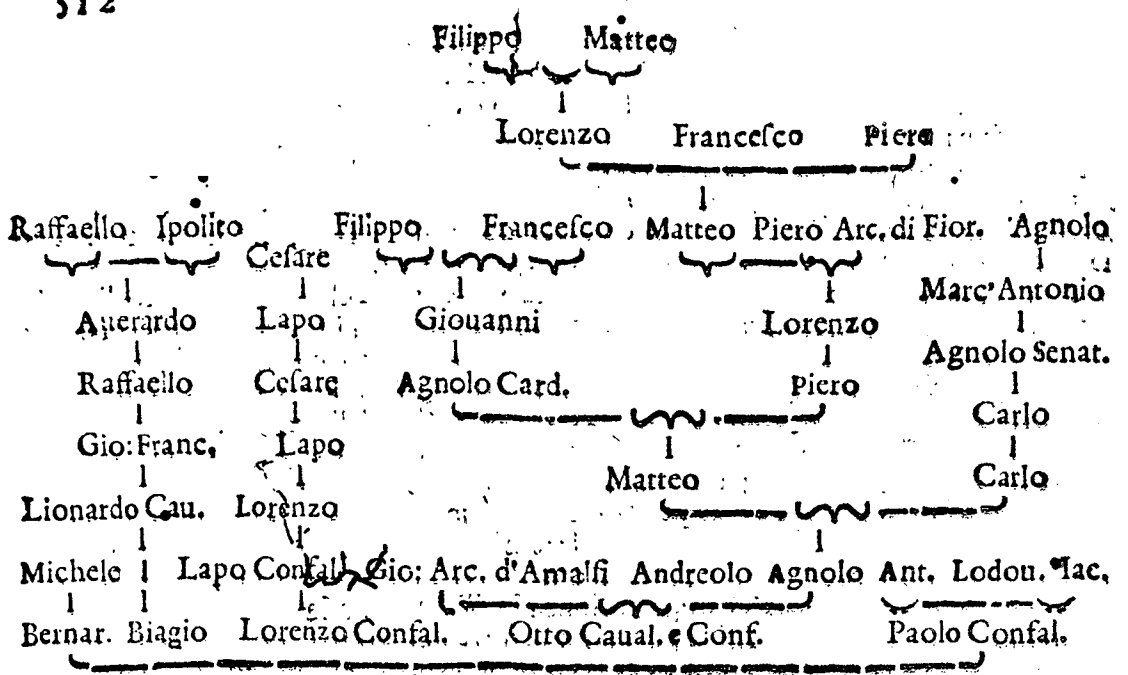 512
Filippo Matteo
Lorenzo Franceſco Piero
Raffaello Ipolito Filippo Franceſco Matteo Piero Arc. di Fior. Agnolo
Ceſare
Marc'Antonio
Auerardo Lapo Giouanni Lorenzo
Agnolo Senat.
Raffaello Ceſare Agnolo Card. Piero
Carlo
Gio: Franc. Lapo
Matteo Carlo
Lionardo Cau. Lorenzo
Michele Lapo Confal. Gio: Arc. d'Amalfi Andreolo Agnolo Ant. Lodou. Iac.
Bernar. Biagio Lorenzo Confal. Otto Caual. e Conf. Paolo Confal.